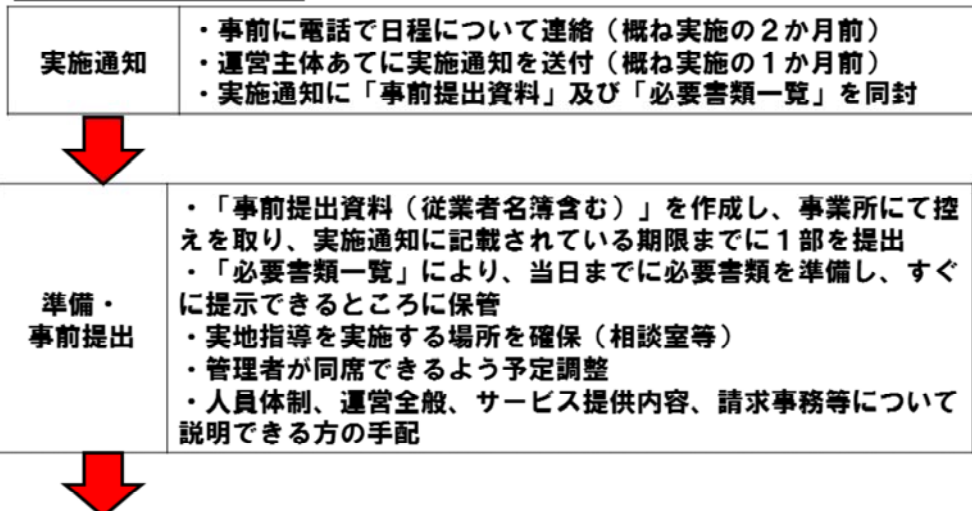 実施通知
・事前に電話で日程について連絡（概ね実施の２か月前）
・運営主体あてに実施通知を送付（概ね実施の１か月前）
・実施通知に「事前提出資料」及び「必要書類一覧」を同封
準備・
事前提出
・「事前提出資料（従業者名簿含む）」を作成し、事業所にて控
えを取り、実施通知に記載されている期限までに１部を提出
・「必要書類一覧」により、当日までに必要書類を準備し、すぐ
に提示できるところに保管
・実地指導を実施する場所を確保（相談室等）
・管理者が同席できるよう予定調整
・人員体制、運営全般、サービス提供内容、請求事務等について
説明できる方の手配